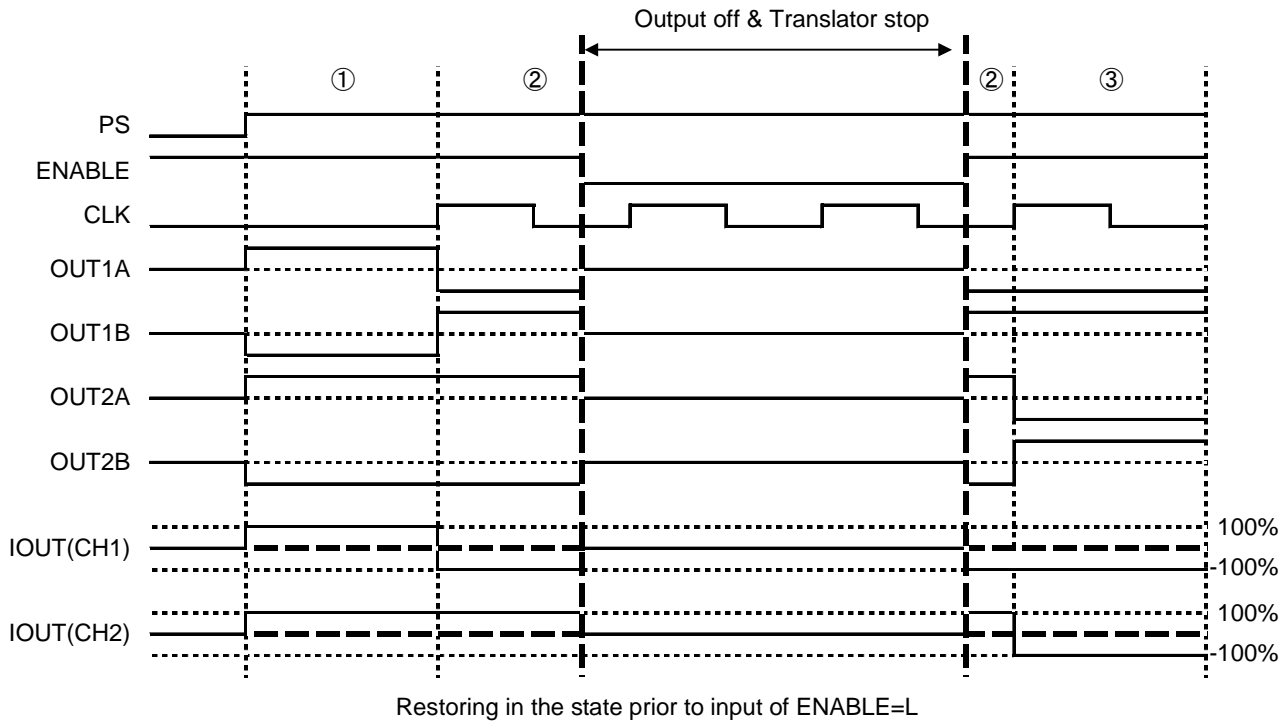 Output off & Translator stop
① ② ② ③
PS
ENABLE
CLK
OUT1A
OUT1B
OUT2A
OUT2B
100%
IOUT(CH1)
-100%
100%
IOUT(CH2)
-100%
Restoring in the state prior to input of ENABLE=L